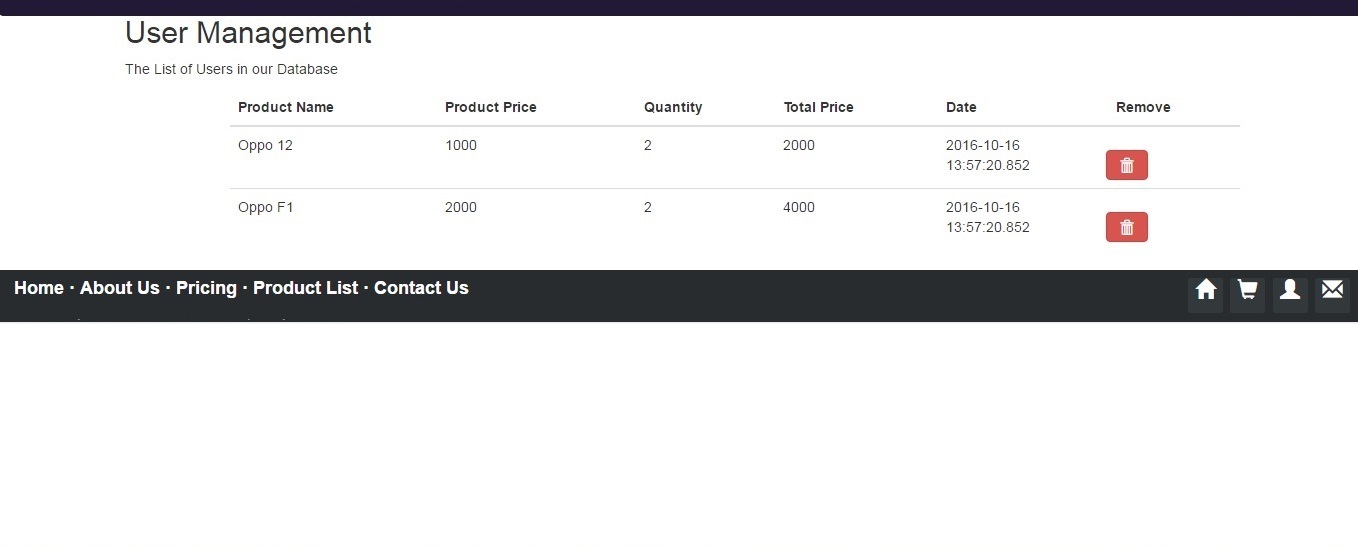 User Management
The List of Users in our Database
Product Name Product Price Quantity Total Price Date Remove
Oppo 12 1000 2 2000 2016-10-16
13:57:20.852
Oppo F1 2000 2 4000 2016-10-16
13:57:20.852
Home · About Us · Pricing · Product List · Contact Us